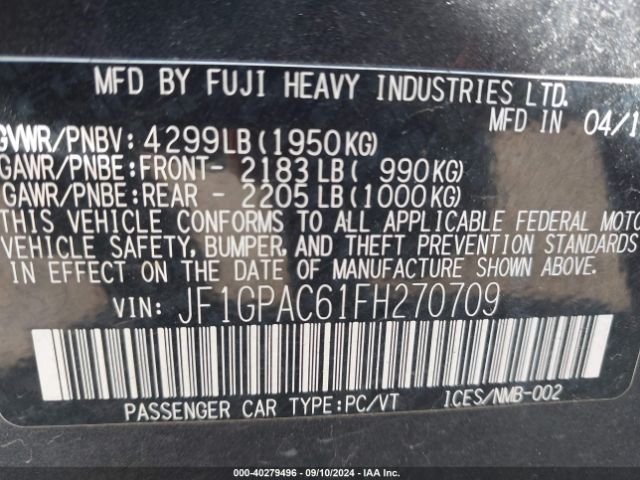 MFD BY FUJI HEAVY INDUSTRIES LTD.
MFD IN 04/1
GVWR/PNBV: 4299LB (1950KG)
GAWR/PNBE: FRONT- 2183 LB ( 990KG)
GAWR/PNBE: REAR - 2205 LB (1000KG)
THIS VEHICLE CONFORMS TO ALL APPLICABLE FEDERAL MOTO
VEHICLE SAFETY, BUMPER, AND THEFT PREVENTION STANDARDS
IN EFFECT ON THE DATE OF MANUFACTURE SHOWN ABOVE.
VIN: JF1GPAC61FH270709
PASSENGER CAR TYPE:PC/VT ICES/NMB-002
000-40279496 - 09/10/2024 - IAA Inc.